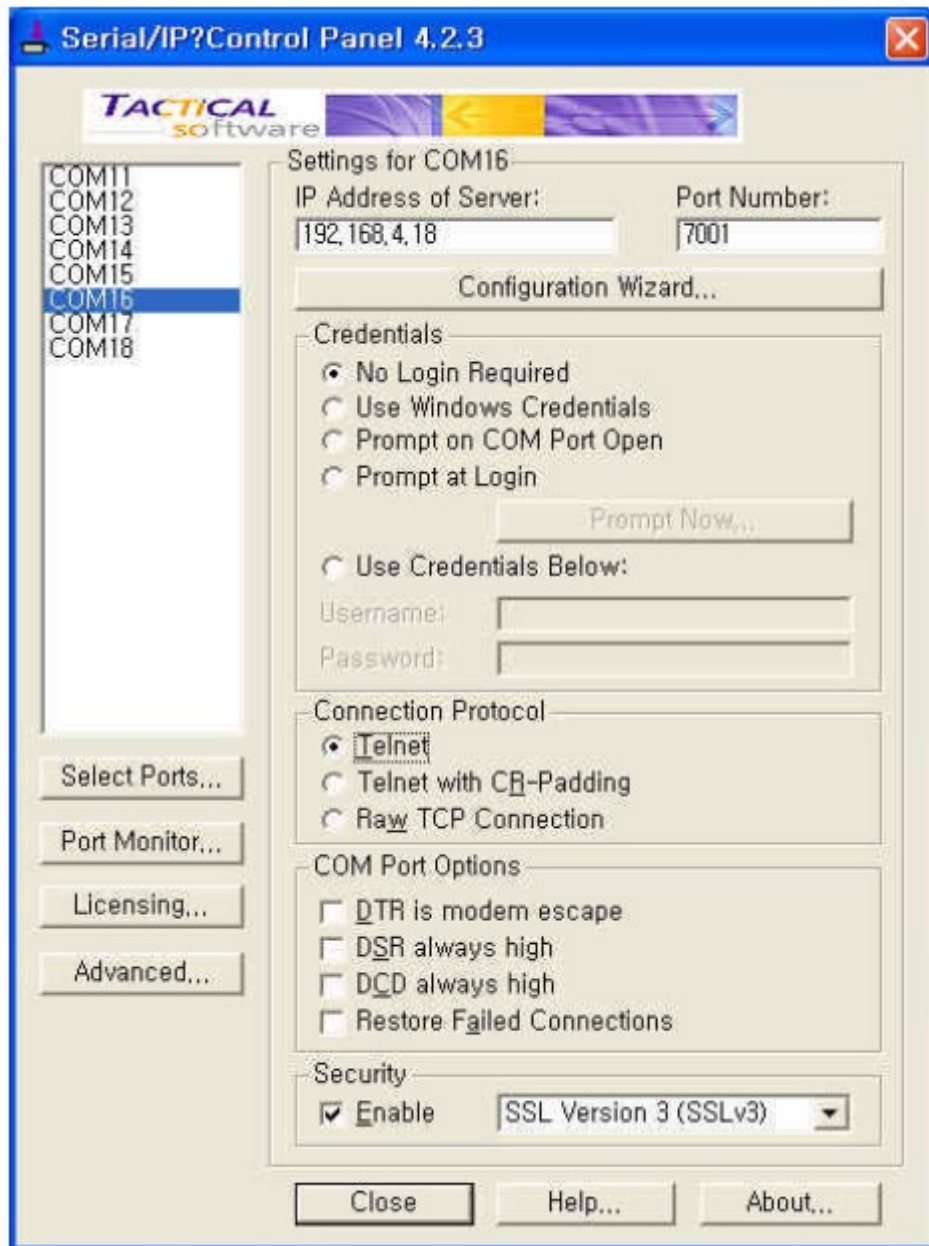 Serial/IP?Control Panel 4.2.3
TACTICAL
software
COM11
COM12
COM13
COM14
COM15
COM16
COM17
COM18
Select Ports...
Port Monitor...
Licensing...
Advanced...
Settings for COM16
IP Address of Server: Port Number:
192.168.4.18 7001
Configuration Wizard...
Credentials
No Login Required
Use Windows Credentials
Prompt on COM Port Open
Prompt at Login
Prompt Now...
Use Credentials Below:
Username:
Password:
Connection Protocol
Telnet
Telnet with CR-Padding
Raw TCP Connection
COM Port Options
DTR is modem escape
DSR always high
DCD always high
Restore Failed Connections
Security
Enable SSL Version 3 (SSLv3)
Close Help... About...